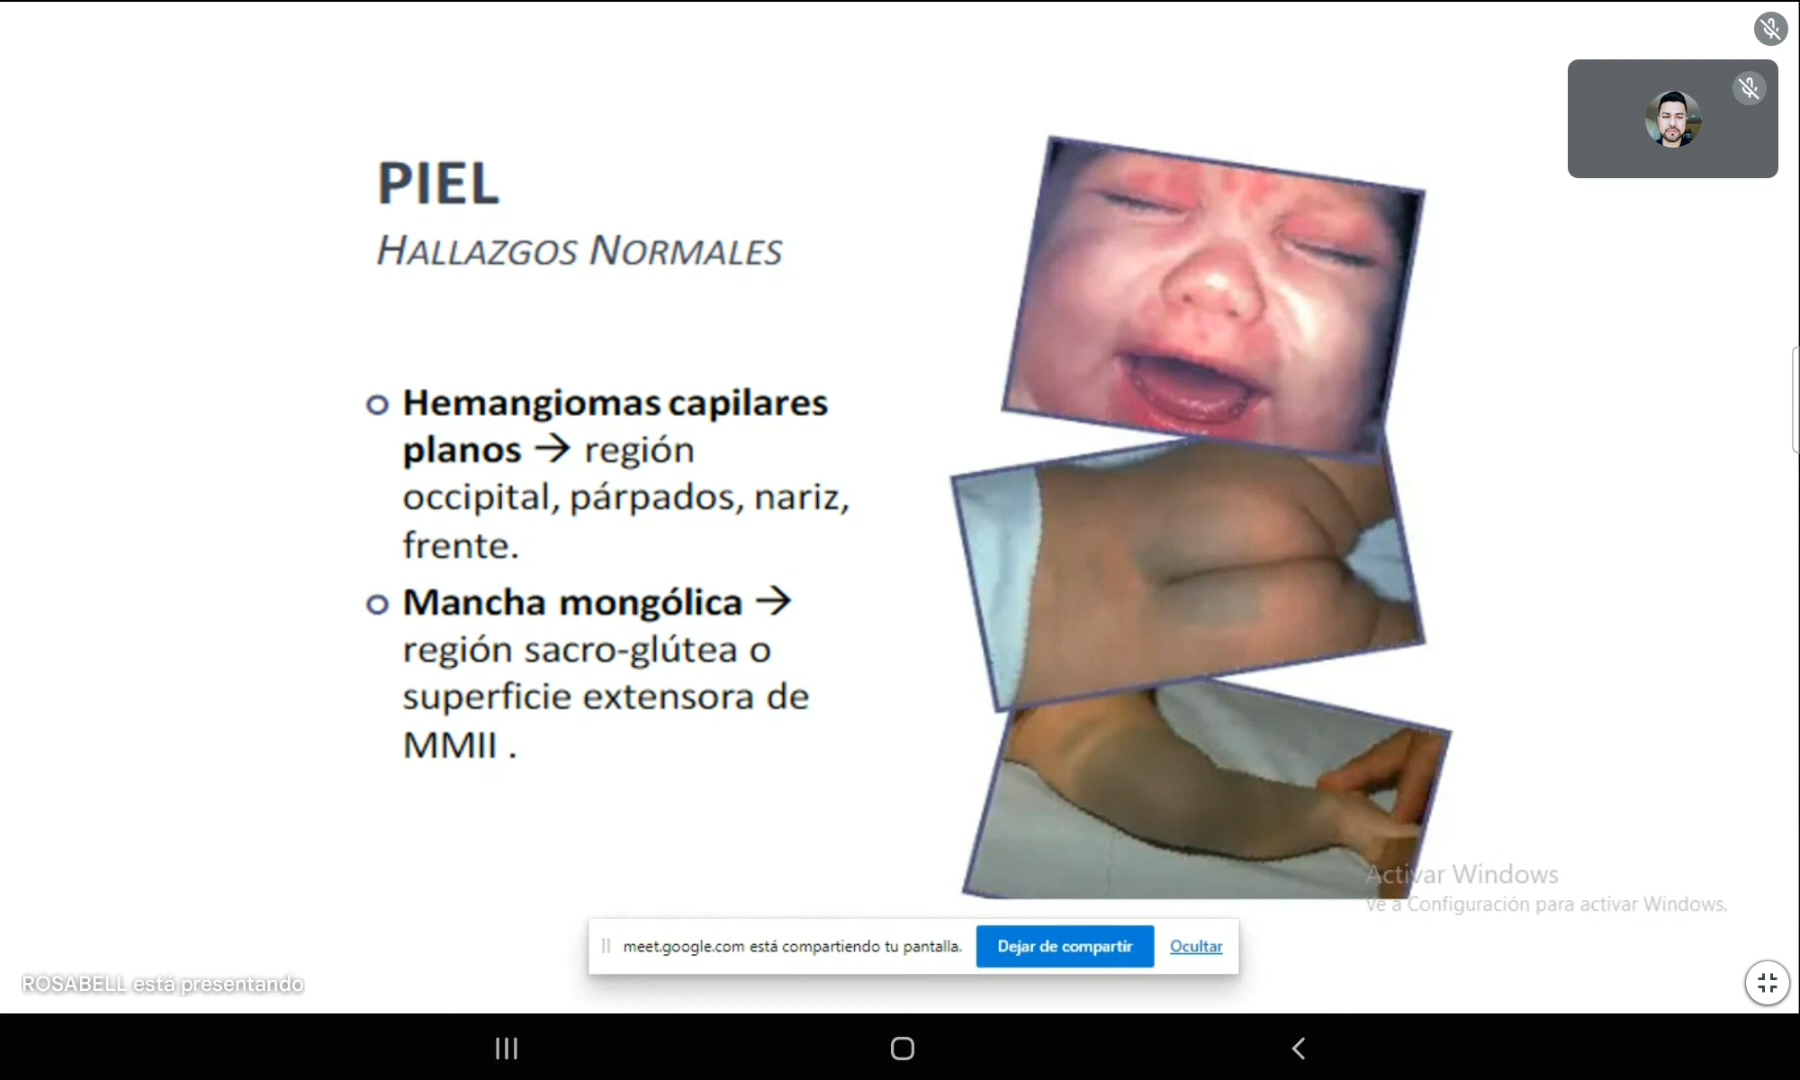 PIEL
HALLAZGOS NORMALES
Hemangiomas capilares
planos → región
occipital, párpados, nariz,
frente.
Mancha mongólica →
región sacro-glútea o
superficie extensora de
MMII .
Activar Windows
Ve a Configuración para activar Windows.
meet.google.com está compartiendo tu pantalla.
Dejar de compartir
Ocultar
ROSABELL está presentando